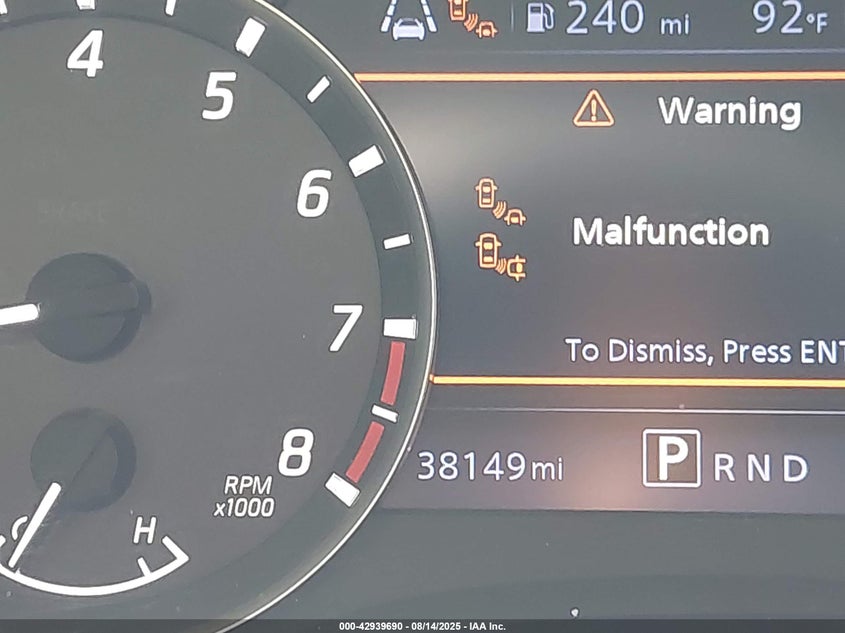 240 mi 92°F
4
5
Warning
6
Malfunction
7
To Dismiss, Press ENT
8
38149mi P R N D
RPM
x1000
C H
000-42939690 - 08/14/2025 - IAA Inc.